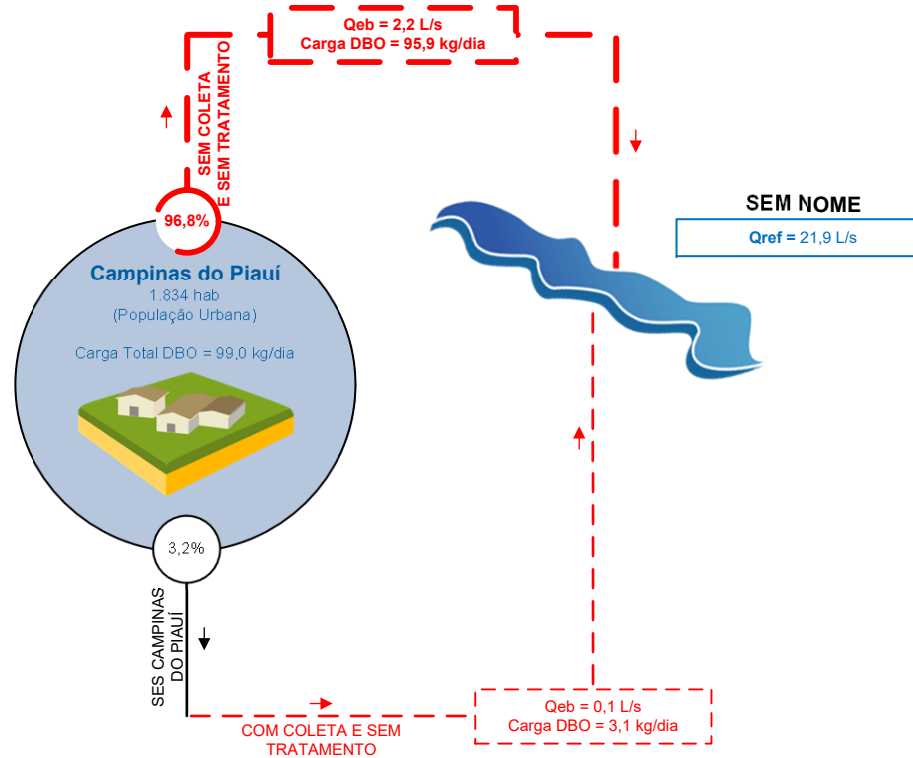 Qeb = 2,2 L/s
Carga DBO = 95,9 kg/dia
SEM COLETA
E SEM TRATAMENTO
96,8%
SEM NOME
Qref = 21,9 L/s
Campinas do Piauí
1.834 hab
(População Urbana)
Carga Total DBO = 99,0 kg/dia
3,2%
SES CAMPINAS
DO PIAUÍ
COM COLETA E SEM
TRATAMENTO
Qeb = 0,1 L/s
Carga DBO = 3,1 kg/dia